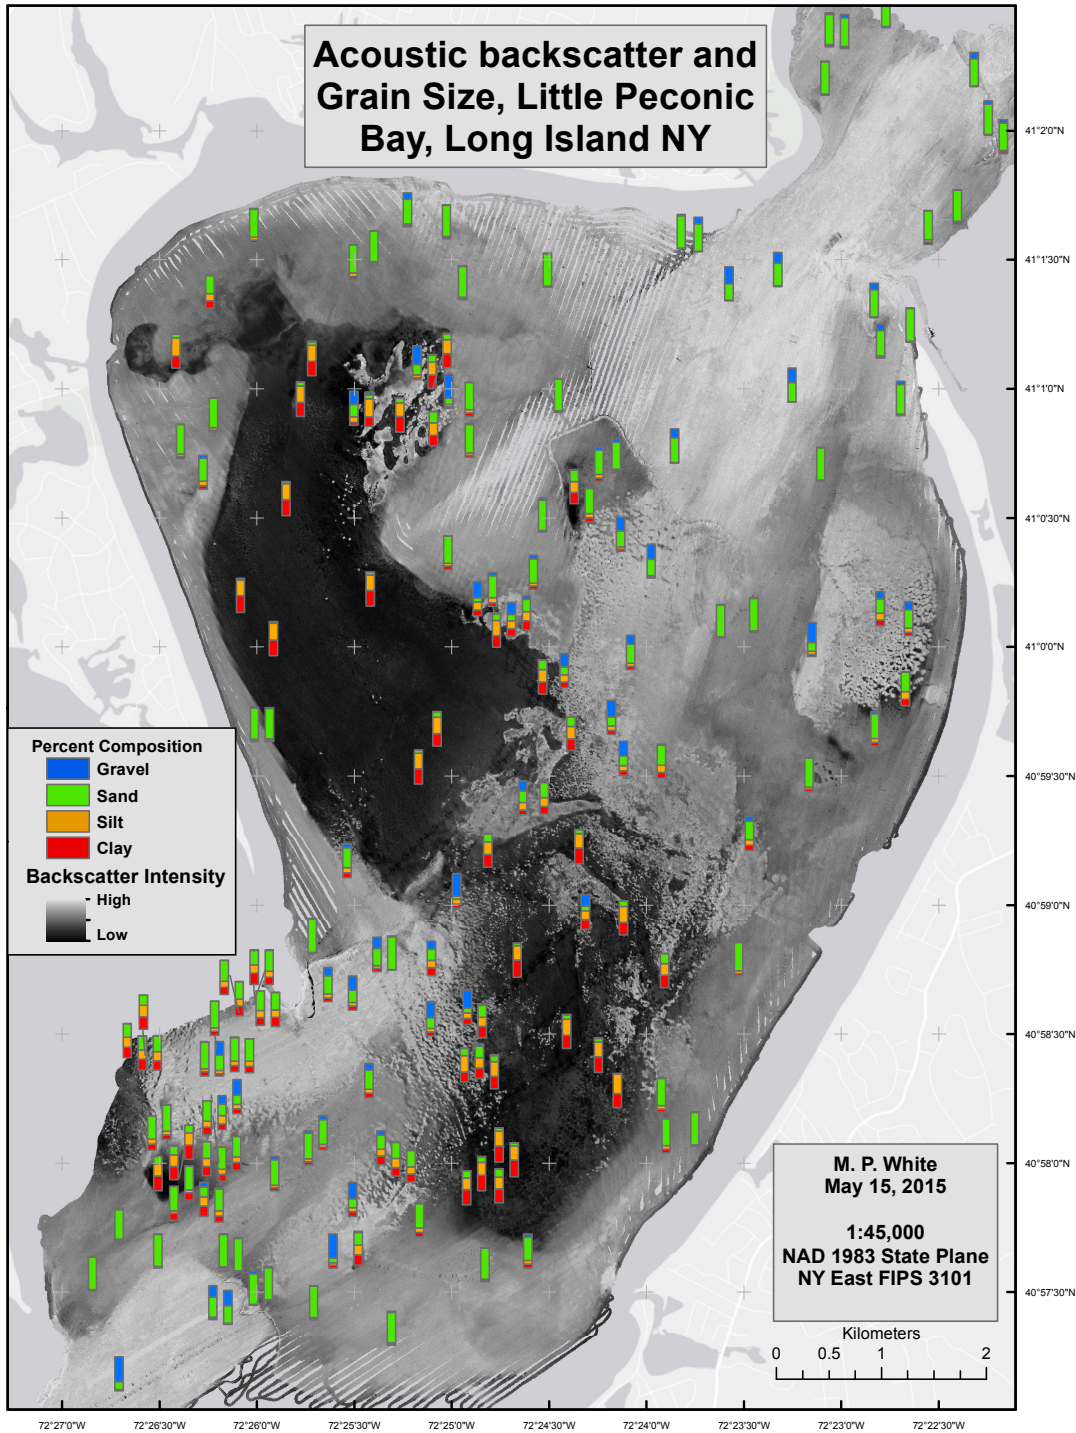 Acoustic backscatter and
Grain Size, Little Peconic
Bay, Long Island NY
41°2'0"N
41°1'30"N
41°1'0"N
41°0'30"N
41°0'0"N
40°59'30"N
40°59'0"N
40°58'30"N
40°58'0"N
40°57'30"N
Percent Composition
Gravel
Sand
Silt
Clay
Backscatter Intensity
High
Low
M. P. White
May 15, 2015
1:45,000
NAD 1983 State Plane
NY East FIPS 3101
Kilometers
0 0.5 1 2
72°27'0"W 72°26'30"W 72°26'0"W 72°25'30"W 72°25'0"W 72°24'30"W 72°24'0"W 72°23'30"W 72°23'0"W 72°22'30"W